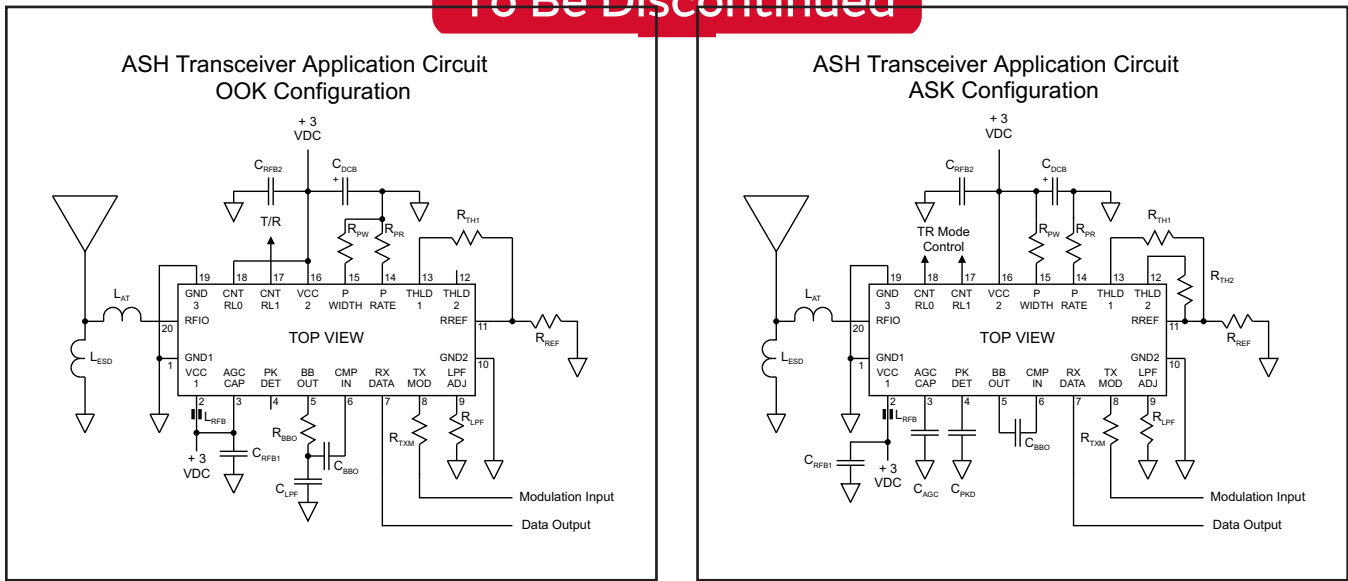 To Be Discontinued
ASH Transceiver Application Circuit
OOK Configuration
+ 3
VDC
CRFB2
CDCB
+
T/R
RPW
RPR
RTH1
19 18 17 16 15 14 13 12
GND CNT CNT VCC P P THLD THLD
3 RL0 RL1 2 WIDTH RATE 1 2
LAT
20 RFIO
TOP VIEW
RREF 11
RREF
LESD
1 GND1
GND2 10
VCC AGC PK BB CMP RX TX LPF
1 CAP DET OUT IN DATA MOD ADJ
2 3 4 5 6 7 8 9
LRFB
RBBO
RTXM
RLPF
+ 3
VDC
CRFB1
CBBO
CLPF
Modulation Input
Data Output
ASH Transceiver Application Circuit
ASK Configuration
+ 3
VDC
CRFB2
CDCB
+
TR Mode
Control
RPW
RPR
RTH1
19 18 17 16 15 14 13 12
GND CNT CNT VCC P P THLD THLD
3 RL0 RL1 2 WIDTH RATE 1 2
RTH2
LAT
20 RFIO
TOP VIEW
RREF 11
RREF
LESD
1 GND1
GND2 10
VCC AGC PK BB CMP RX TX LPF
1 CAP DET OUT IN DATA MOD ADJ
2 3 4 5 6 7 8 9
LRFB
CBBO
RTXM
RLPF
CRFB1
+ 3
VDC
CAGC
CPKD
Modulation Input
Data Output